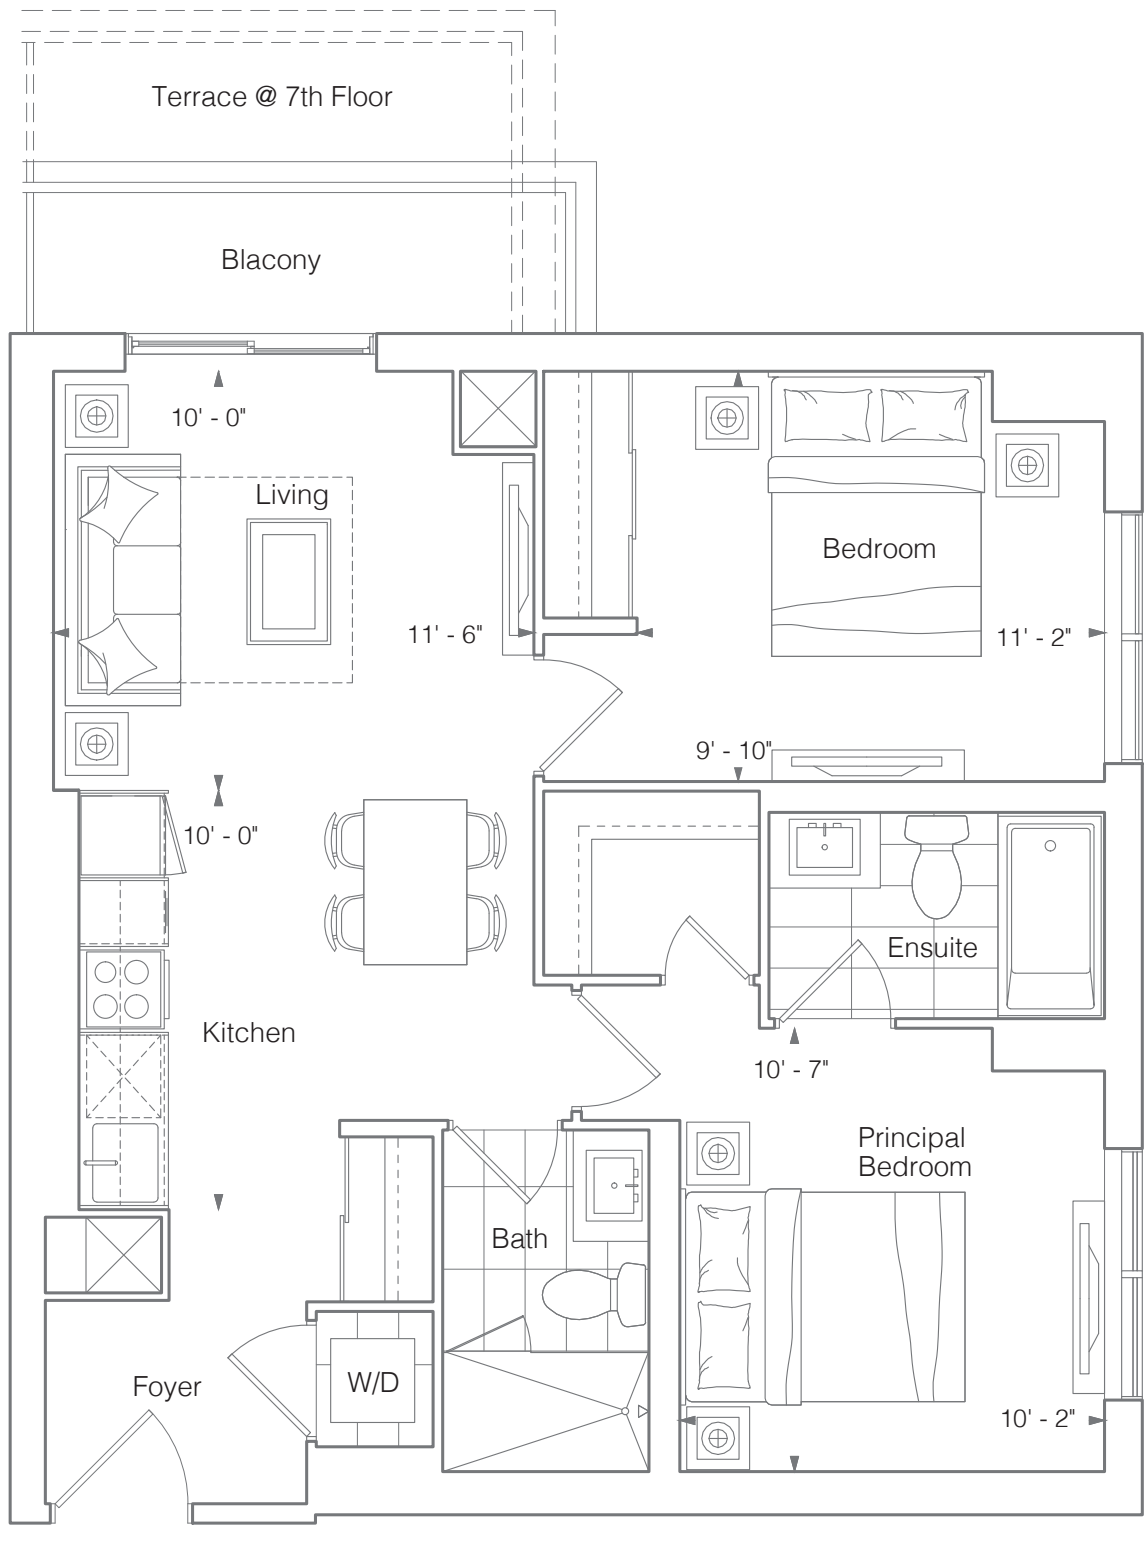 Terrace @ 7th Floor
Blacony
10' - 0"
Living
Bedroom
11' - 6"
11' - 2"
9' - 10"
10' - 0"
Ensuite
Kitchen
10' - 7"
Principal
Bedroom
Bath
Foyer
W/D
10' - 2"